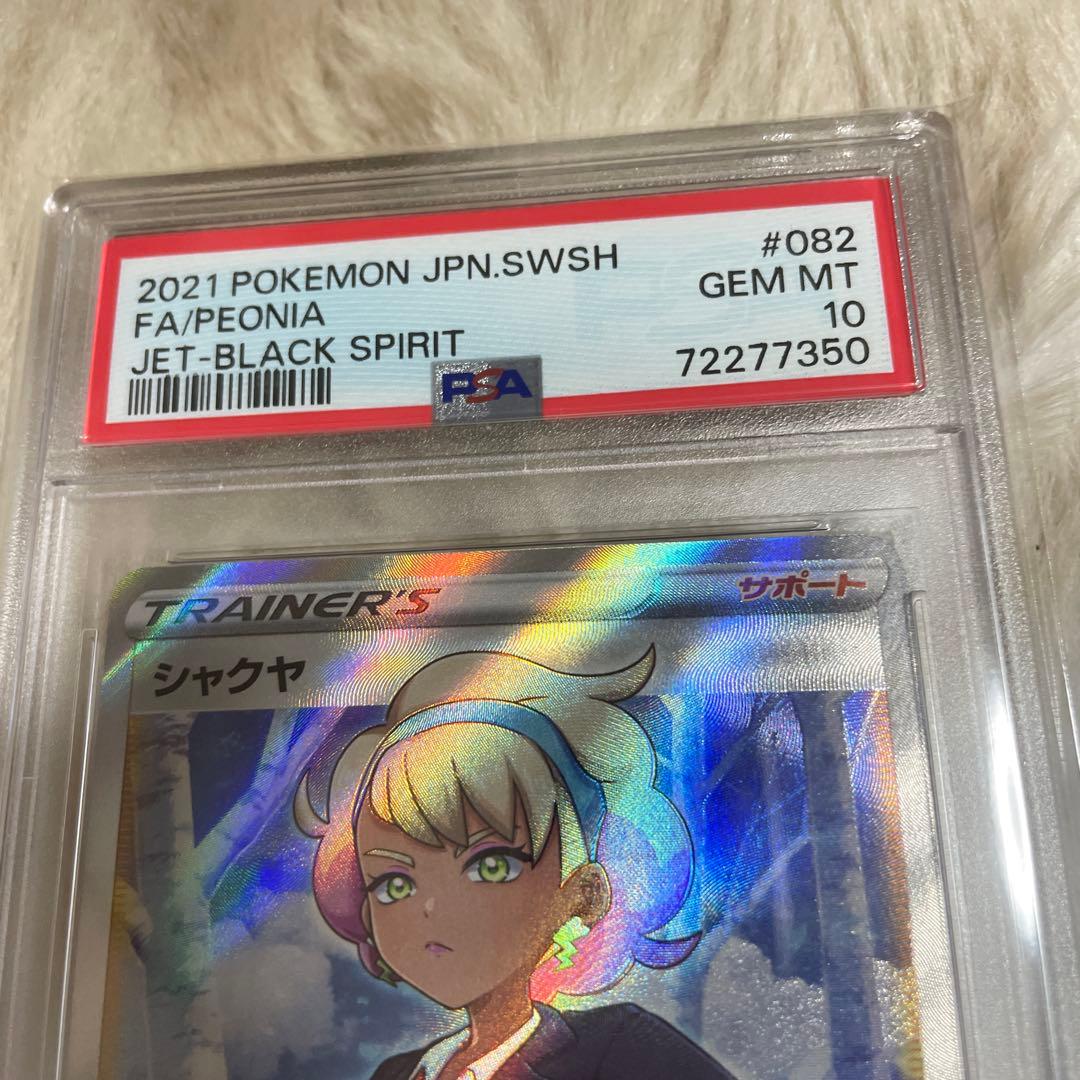 2021 POKEMON JPN.SWSH #082
FA/PEONIA GEM MT
JET-BLACK SPIRIT 10
72277350
PSA
TRAINER'S サポート
シャクヤ